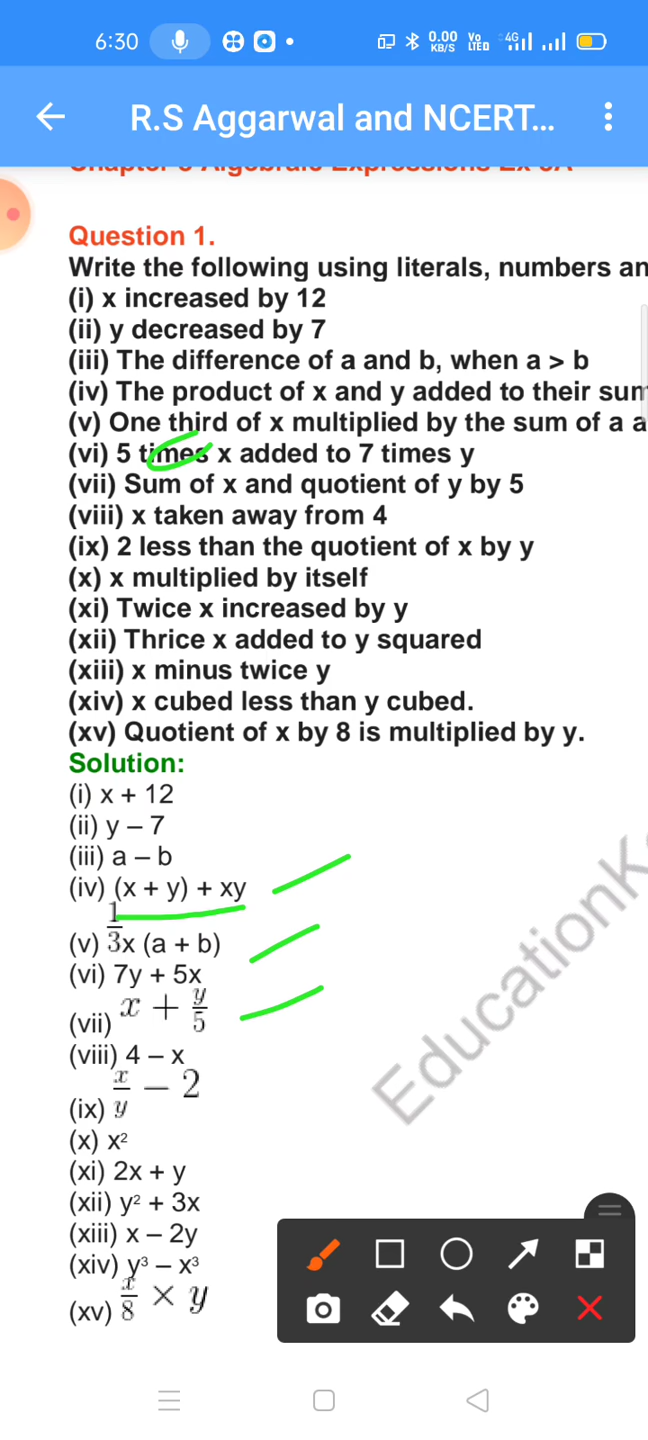 6:30
0.00 KB/S Vo LTED 4G
R.S Aggarwal and NCERT...
Question 1.
Write the following using literals, numbers an
(i) x increased by 12
(ii) y decreased by 7
(iii) The difference of a and b, when a > b
(iv) The product of x and y added to their sum
(v) One third of x multiplied by the sum of a a
(vi) 5 times x added to 7 times y
(vii) Sum of x and quotient of y by 5
(viii) x taken away from 4
(ix) 2 less than the quotient of x by y
(x) x multiplied by itself
(xi) Twice x increased by y
(xii) Thrice x added to y squared
(xiii) x minus twice y
(xiv) x cubed less than y cubed.
(xv) Quotient of x by 8 is multiplied by y.
Solution:
(i) x + 12
(ii) y – 7
(iii) a – b
(iv) (x + y) + xy
(v) 1/3x (a + b)
(vi) 7y + 5x
(vii) x + y/5
(viii) 4 – x
(ix) x/y – 2
(x) x²
(xi) 2x + y
(xii) y² + 3x
(xiii) x – 2y
(xiv) y³ – x³
(xv) x/8 × y
EducationK